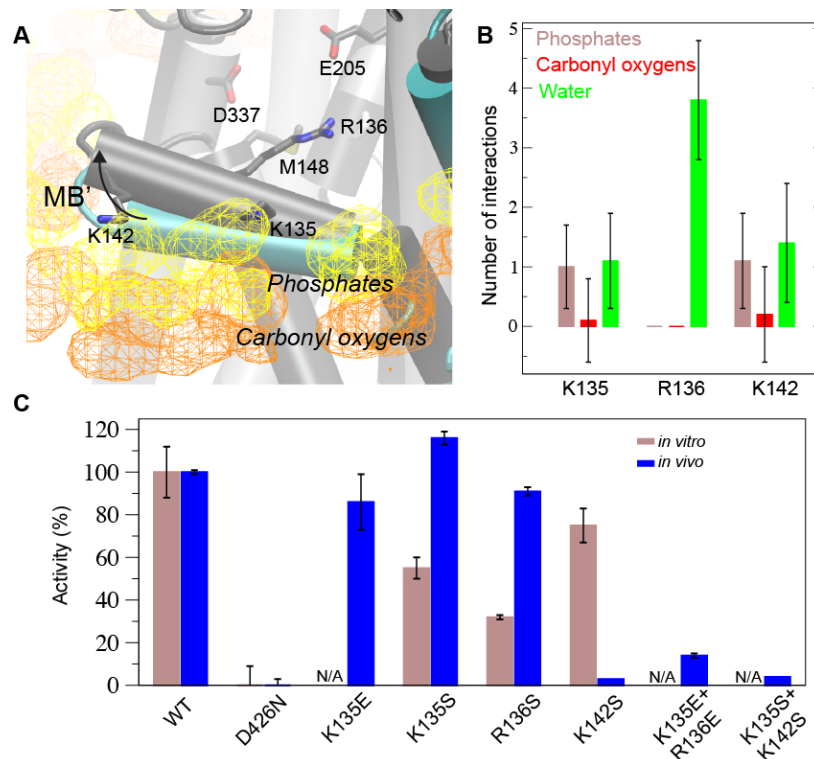 A
E205
D337
R136
M148
MB'
K135
K142
Phosphates
Carbonyl oxygens
B
Phosphates
Carbonyl oxygens
Water
Number of interactions
5
4
3
2
1
0
K135 R136 K142
C
Activity (%)
120
100
80
60
40
20
0
in vitro
in vivo
N/A N/A N/A
WT
D426N
K135E
K135S
R136S
K142S
K135E+
R136E
K135S+
K142S